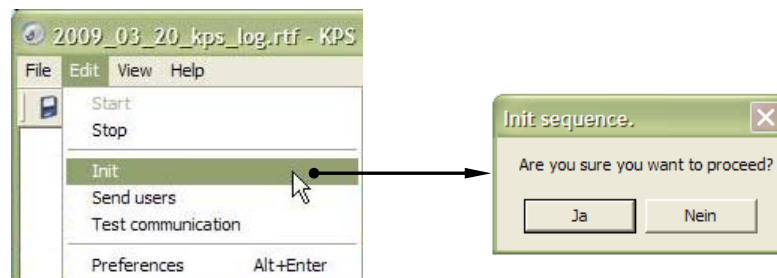 2009_03_20_kps_log.rtf - KPS
File Edit View Help
Start
Stop
Init
Send users
Test communication
Preferences Alt+Enter
Init sequence.
Are you sure you want to proceed?
Ja Nein